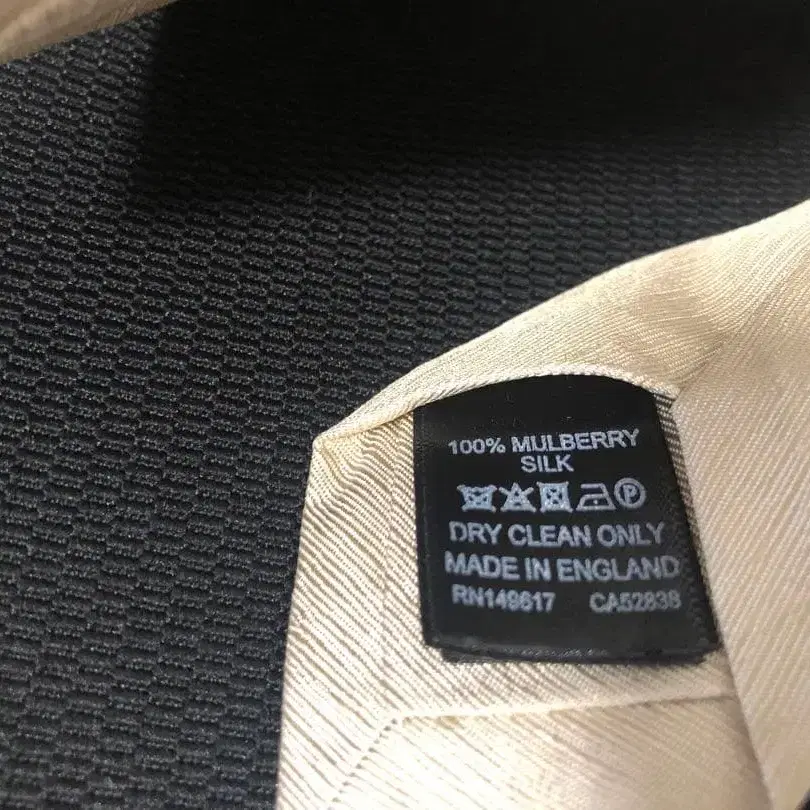 100% MULBERRY
SILK
P
DRY CLEAN ONLY
MADE IN ENGLAND
RN149617 CA52838